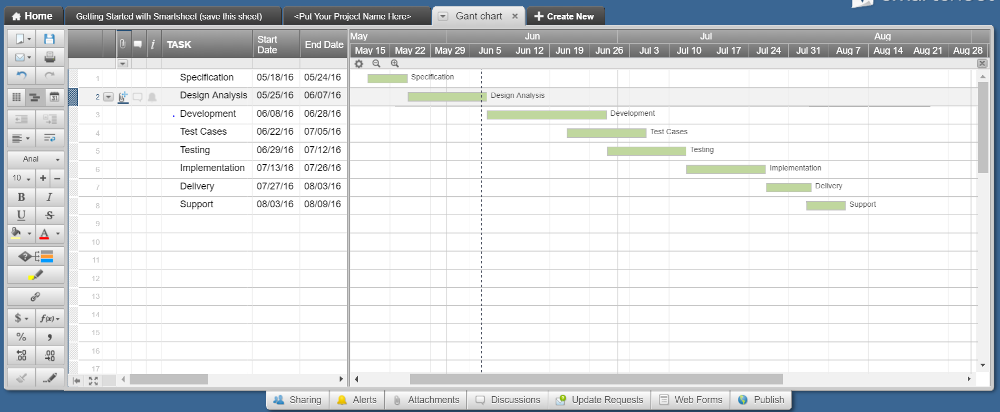 Home
Getting Started with Smartsheet (save this sheet)
<Put Your Project Name Here>
Gant chart
Create New
TASK
Start Date
End Date
May Jun Jul Aug
May 15 May 22 May 29 Jun 5 Jun 12 Jun 19 Jun 26 Jul 3 Jul 10 Jul 17 Jul 24 Jul 31 Aug 7 Aug 14 Aug 21 Aug 28
1 Specification 05/18/16 05/24/16 Specification
2 Design Analysis 05/25/16 06/07/16 Design Analysis
3 Development 06/08/16 06/28/16 Development
4 Test Cases 06/22/16 07/05/16 Test Cases
5 Testing 06/29/16 07/12/16 Testing
6 Implementation 07/13/16 07/26/16 Implementation
7 Delivery 07/27/16 08/03/16 Delivery
8 Support 08/03/16 08/09/16 Support
9
10
11
12
13
14
15
16
17
31
Arial
10 + −
B I
U S
A
?
$ f(x)
% ,
.0 .00
.00 .0
Sharing
Alerts
Attachments
Discussions
Update Requests
Web Forms
Publish